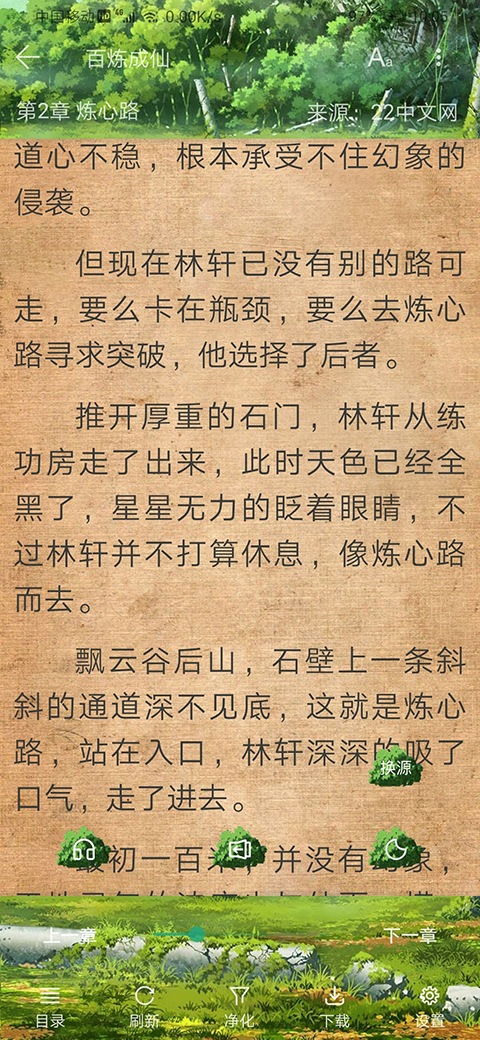 中国移动 4G 0.00K/s
百炼成仙 Aa
第2章 炼心路 来源：22中文网
道心不稳，根本承受不住幻象的
侵袭。
但现在林轩已没有别的路可
走，要么卡在瓶颈，要么去炼心
路寻求突破，他选择了后者。
推开厚重的石门，林轩从练
功房走了出来，此时天色已经全
黑了，星星无力的眨着眼睛，不
过林轩并不打算休息，像炼心路
而去。
飘云谷后山，石壁上一条斜
斜的通道深不见底，这就是炼心
路，站在入口，林轩深深的吸了
换源
口气，走了进去。
最初一百米，并没有幻象，
上一章 下一章
目录 刷新 净化 下载 设置